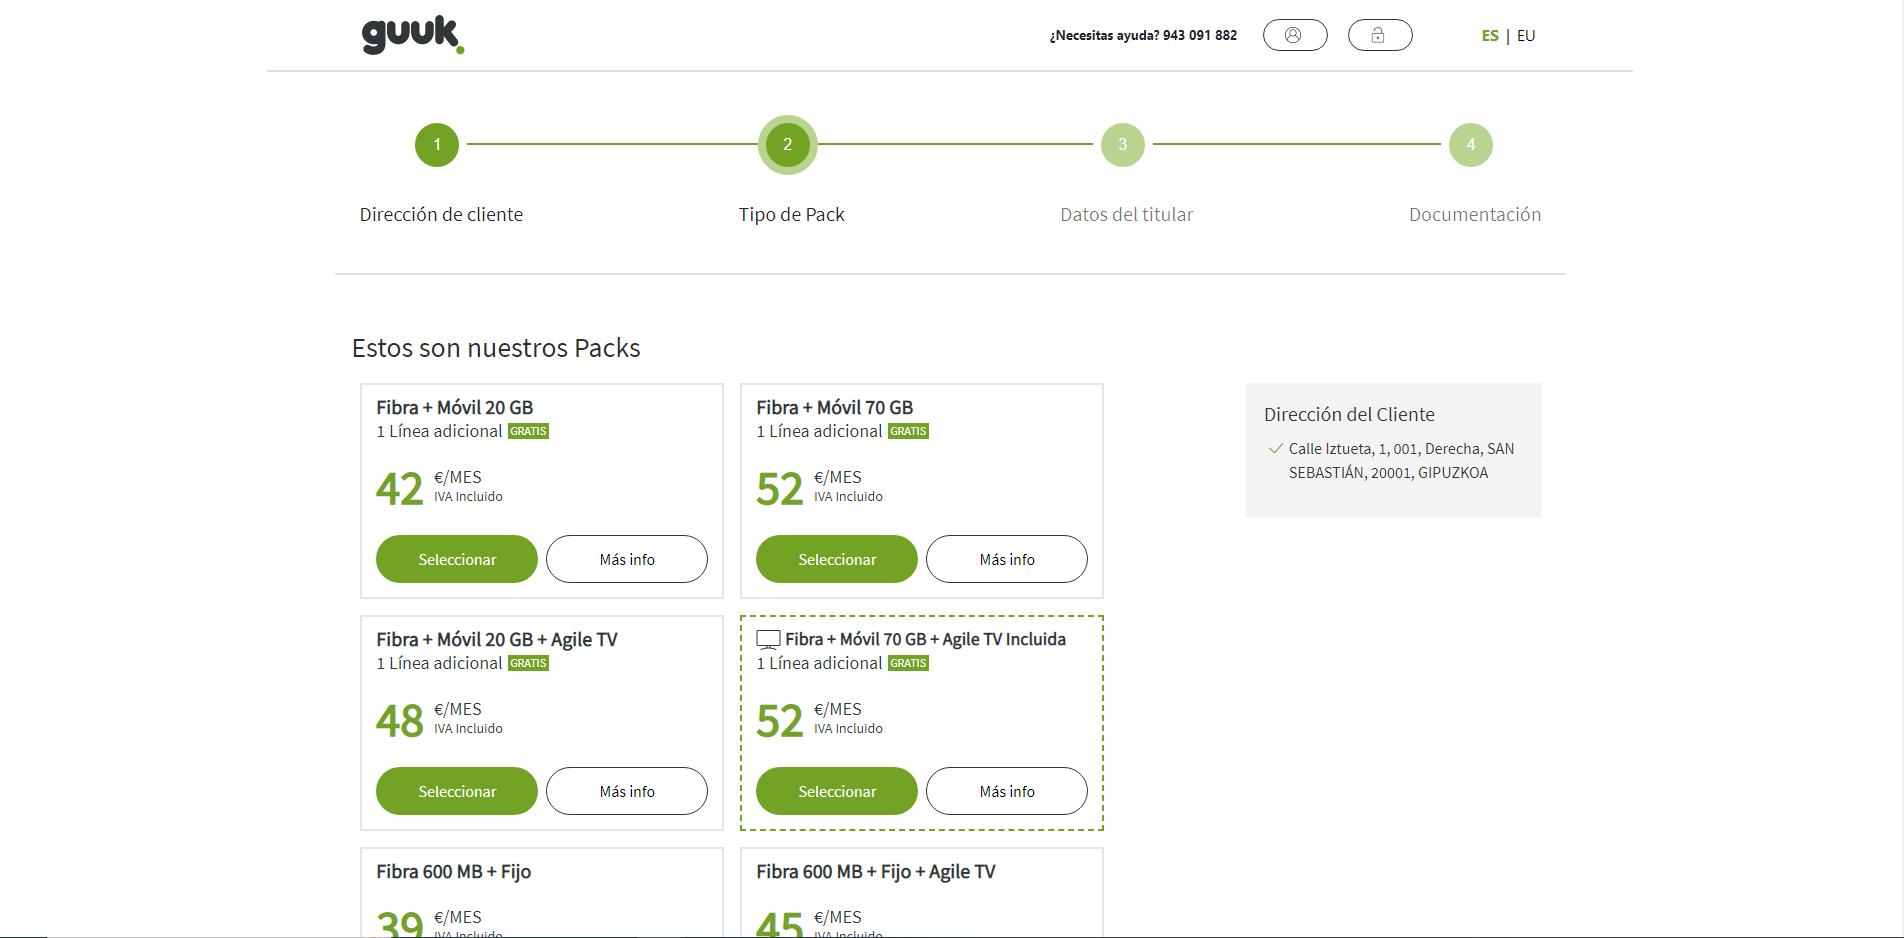 guuk.
¿Necesitas ayuda? 943 091 882
ES | EU
1
2
3
4
Dirección de cliente
Tipo de Pack
Datos del titular
Documentación
Estos son nuestros Packs
Fibra + Móvil 20 GB
1 Línea adicional GRATIS
42 €/MES
IVA Incluido
Seleccionar
Más info
Fibra + Móvil 70 GB
1 Línea adicional GRATIS
52 €/MES
IVA Incluido
Seleccionar
Más info
Dirección del Cliente
Calle Iztueta, 1, 001, Derecha, SAN
SEBASTIÁN, 20001, GIPUZKOA
Fibra + Móvil 20 GB + Agile TV
1 Línea adicional GRATIS
48 €/MES
IVA Incluido
Seleccionar
Más info
Fibra + Móvil 70 GB + Agile TV Incluida
1 Línea adicional GRATIS
52 €/MES
IVA Incluido
Seleccionar
Más info
Fibra 600 MB + Fijo
39 €/MES
IVA Incluido
Fibra 600 MB + Fijo + Agile TV
45 €/MES
IVA Incluido